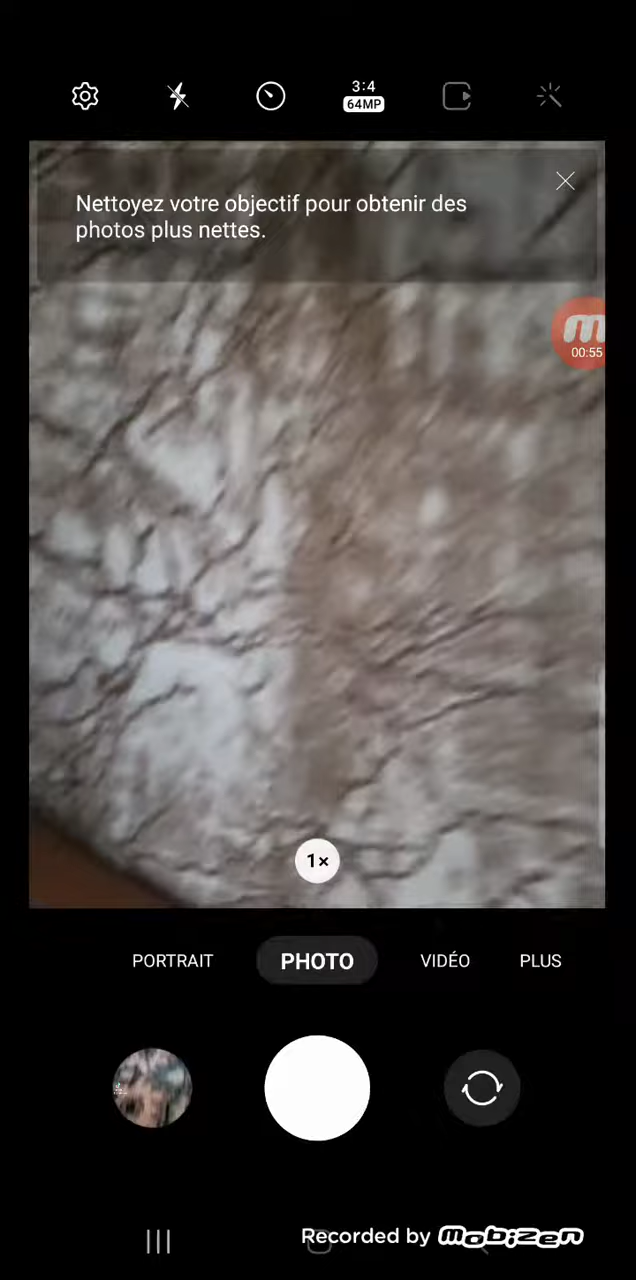 3:4
64MP
Nettoyez votre objectif pour obtenir des
photos plus nettes.
m
00:55
1×
PORTRAIT PHOTO VIDÉO PLUS
Recorded by Mobizen